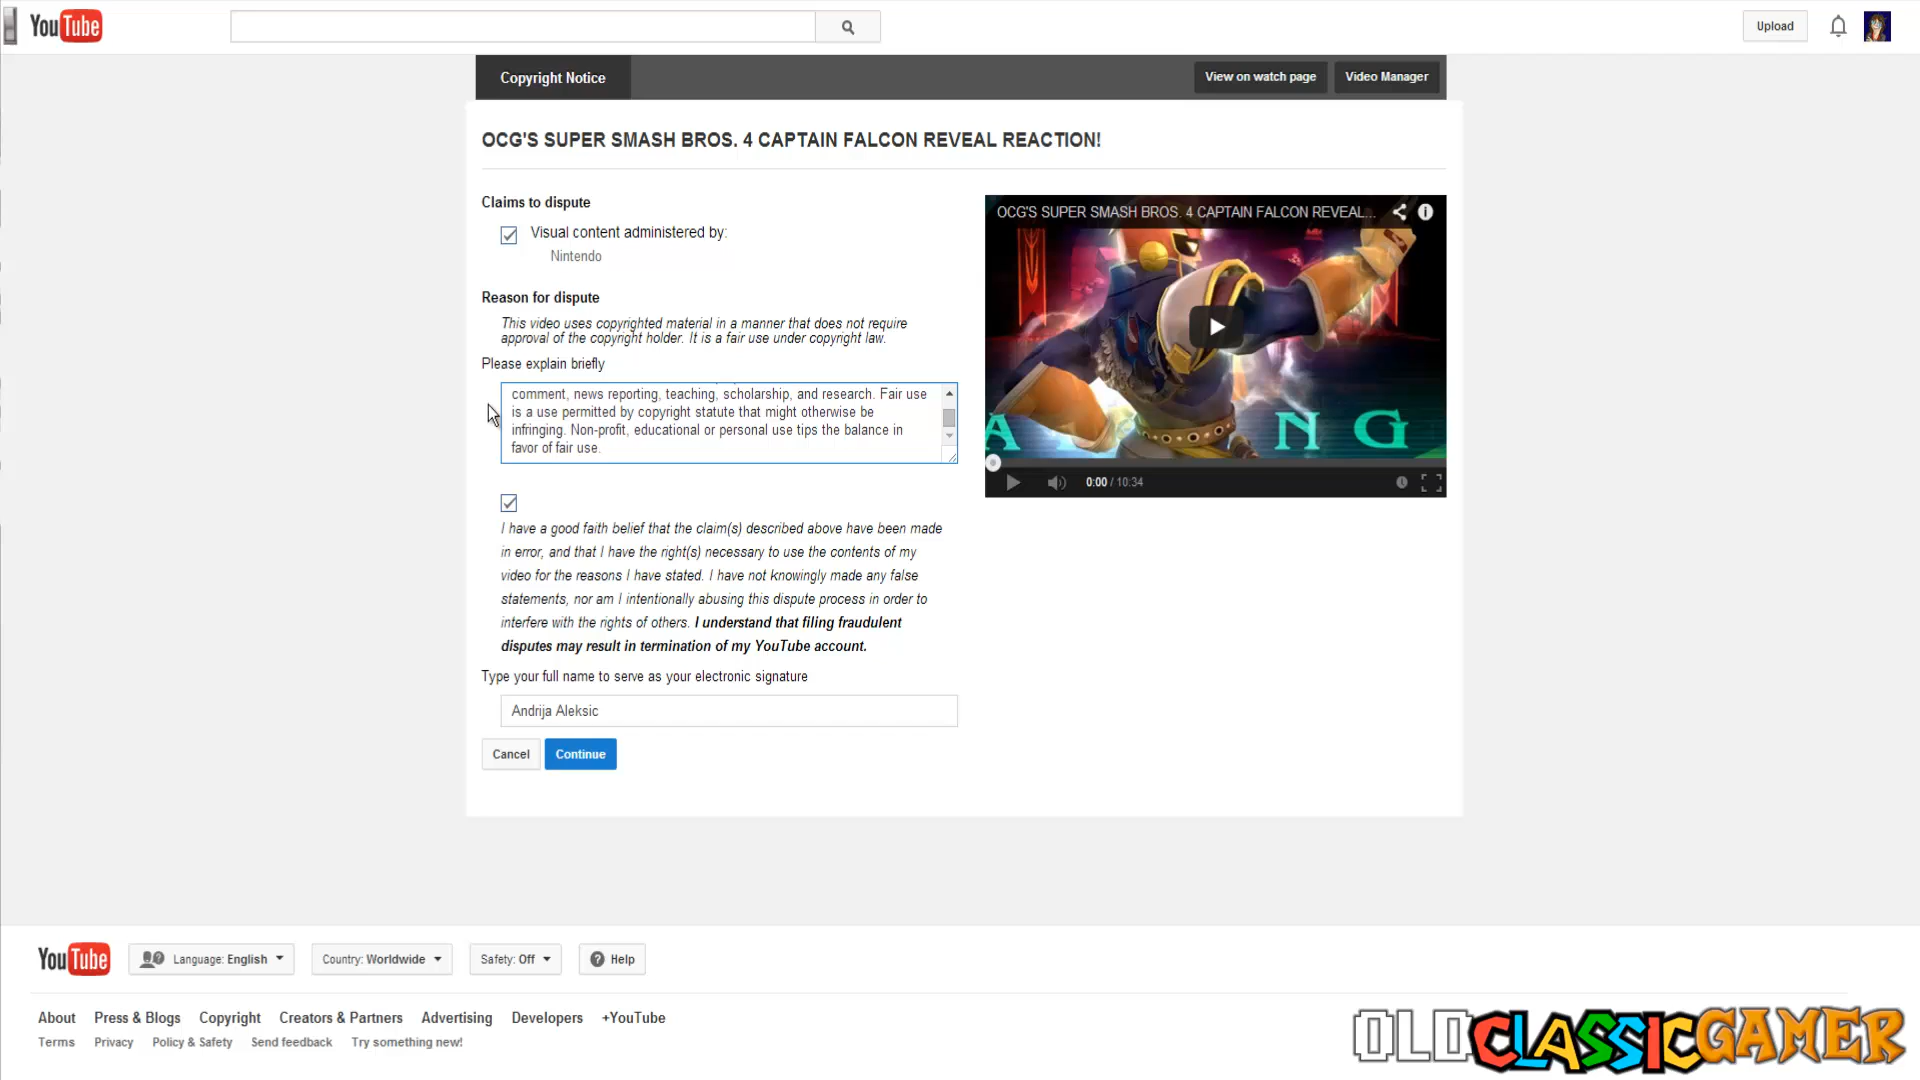 YouTube
Upload
Copyright Notice
View on watch page
Video Manager
OCG'S SUPER SMASH BROS. 4 CAPTAIN FALCON REVEAL REACTION!
Claims to dispute
Visual content administered by:
Nintendo
Reason for dispute
This video uses copyrighted material in a manner that does not require
approval of the copyright holder. It is a fair use under copyright law.
Please explain briefly
comment, news reporting, teaching, scholarship, and research. Fair use
is a use permitted by copyright statute that might otherwise be
infringing. Non-profit, educational or personal use tips the balance in
favor of fair use.
I have a good faith belief that the claim(s) described above have been made
in error, and that I have the right(s) necessary to use the contents of my
video for the reasons I have stated. I have not knowingly made any false
statements, nor am I intentionally abusing this dispute process in order to
interfere with the rights of others. I understand that filing fraudulent
disputes may result in termination of my YouTube account.
Type your full name to serve as your electronic signature
Andrija Aleksic
Cancel
Continue
OCG'S SUPER SMASH BROS. 4 CAPTAIN FALCON REVEAL...
A NG
0:00 / 10:34
YouTube
Language: English
Country: Worldwide
Safety: Off
Help
About Press & Blogs Copyright Creators & Partners Advertising Developers +YouTube
Terms Privacy Policy & Safety Send feedback Try something new!
OLDCLASSICGAMER